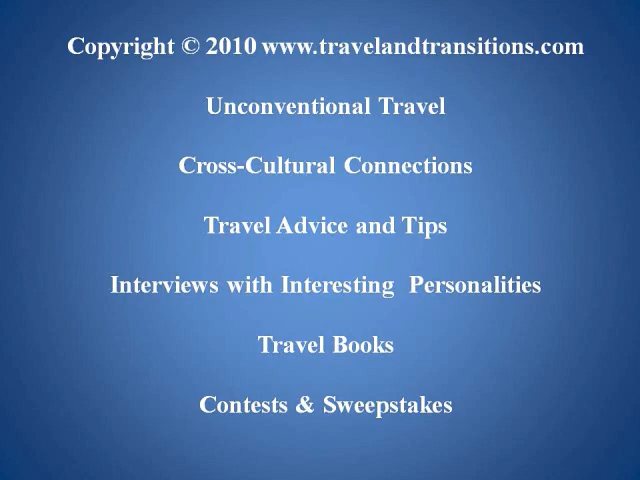 Copyright © 2010 www.travelandtransitions.com
Unconventional Travel
Cross-Cultural Connections
Travel Advice and Tips
Interviews with Interesting  Personalities
Travel Books
Contests & Sweepstakes